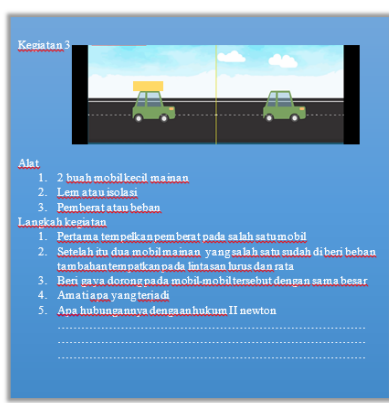 Kegiatan 3
Alat
1. 2 buah mobil kecil mainan
2. Lem atau isolasi
3. Pemberat atau beban
Langkah kegiatan
1. Pertama tempelkan pemberat pada salah satu mobil
2. Setelah itu dua mobil mainan yang salah satu sudah di beri beban
tambahan tempatkan pada lintasan lurus dan rata
3. Beri gaya dorong pada mobil-mobil tersebut dengan sama besar
4. Amati apa yang terjadi
5. Apa hubungannya dengaan hukum II newton